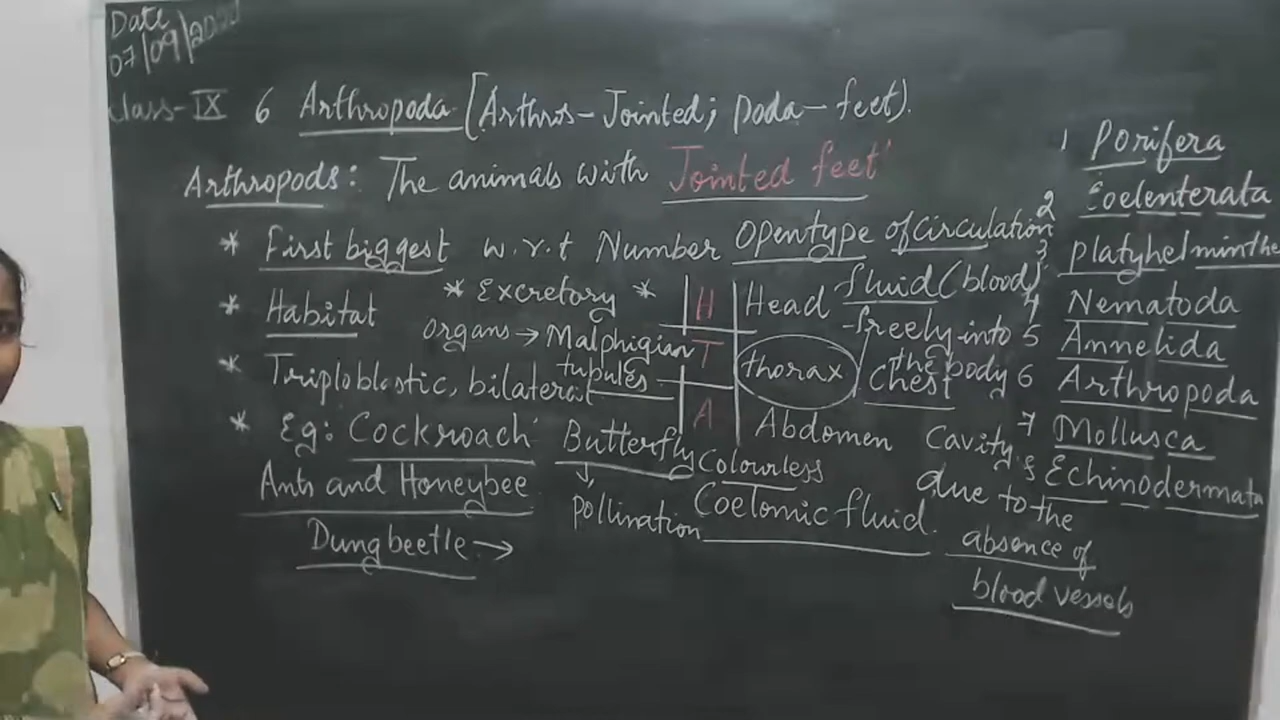 Date
07/09/20
Class-IX 6 Arthropoda [Arthros-Jointed; poda-feet).
Arthropods: The animals with Jointed feet
* First biggest w.r.t Number
* Habitat
* Excretory *
organs → Malphigian
tubules
* Triploblastic, bilateral
* Eg: Cockroach Butterfly
↓
pollination
Ants and Honeybee
Dungbeetle →
H Head
T thorax
A Abdomen
Opentype of circulation
fluid (blood)
- freely into
the body
chest
Cavity.
due to the
absence of
blood vessels
Colourless
Coelomic fluid.
1 Porifera
2 Coelenterata
3 Platyhelminthe
4 Nematoda
5 Annelida
6 Arthropoda
7 Mollusca
8 Echinodermata